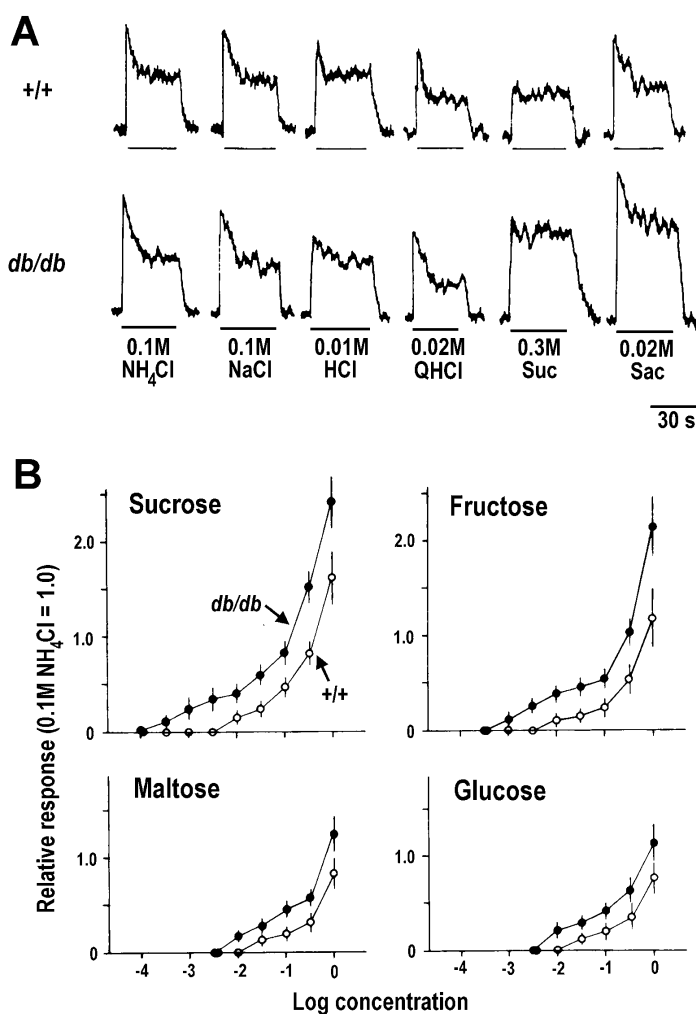 A
+/+
db/db
0.1M 0.1M 0.01M 0.02M 0.3M 0.02M
NH4Cl NaCl HCl QHCl Suc Sac
30 s
B
Sucrose Fructose
2.0 2.0
db/db
1.0 1.0
+/+
0 0
Maltose Glucose
1.0 1.0
0 0
-4 -3 -2 -1 0 -4 -3 -2 -1 0
Relative response (0.1M NH4Cl = 1.0)
Log concentration